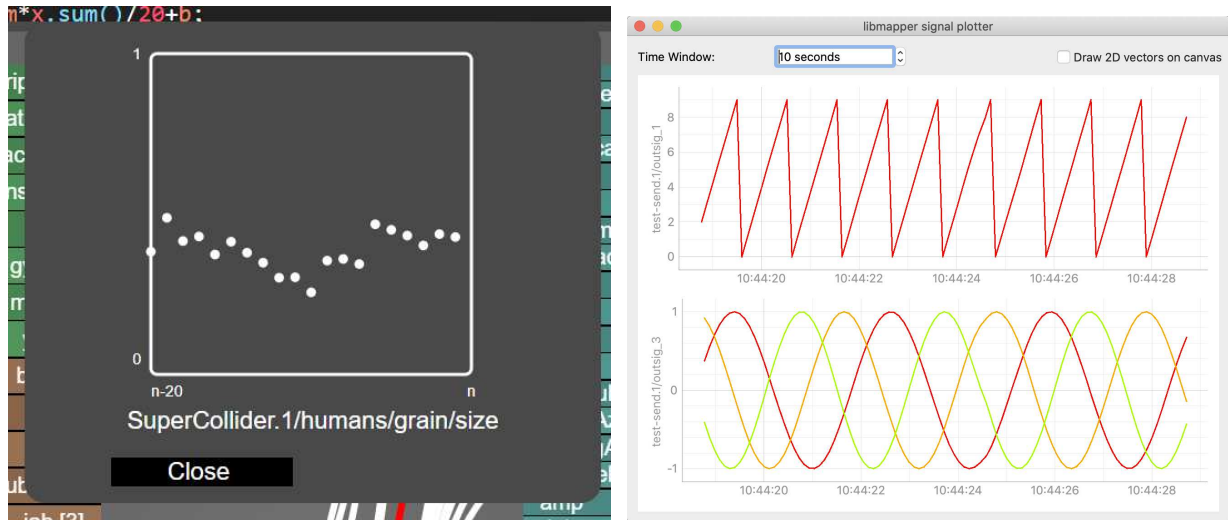 m*x.sum()/20+b;
1
0
n-20
n
SuperCollider.1/humans/grain/size
Close
amp
libmapper signal plotter
Time Window:
10 seconds
Draw 2D vectors on canvas
test-send.1/outsig_1
8
6
4
2
0
10:44:20
10:44:22
10:44:24
10:44:26
10:44:28
test-send.1/outsig_3
1
0
-1
10:44:20
10:44:22
10:44:24
10:44:26
10:44:28